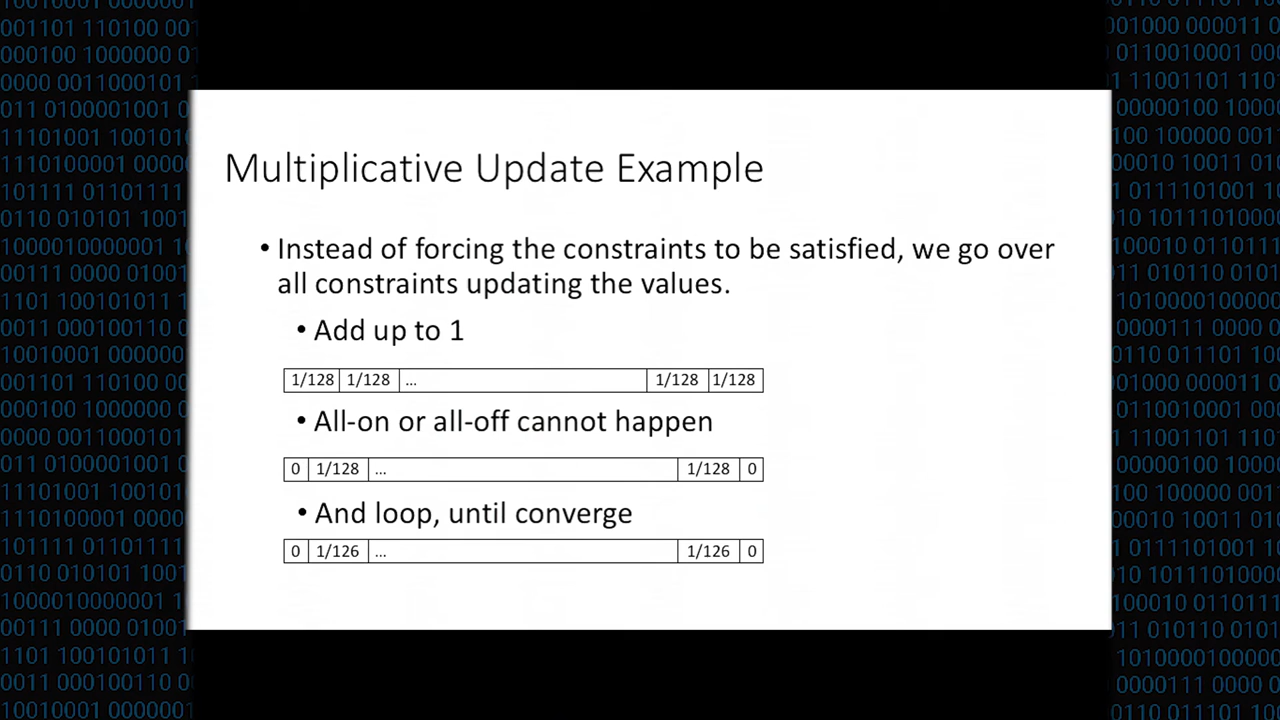 Multiplicative Update Example
• Instead of forcing the constraints to be satisfied, we go over
all constraints updating the values.
• Add up to 1
1/128 1/128 ... 1/128 1/128
• All-on or all-off cannot happen
0 1/128 ... 1/128 0
• And loop, until converge
0 1/126 ... 1/126 0